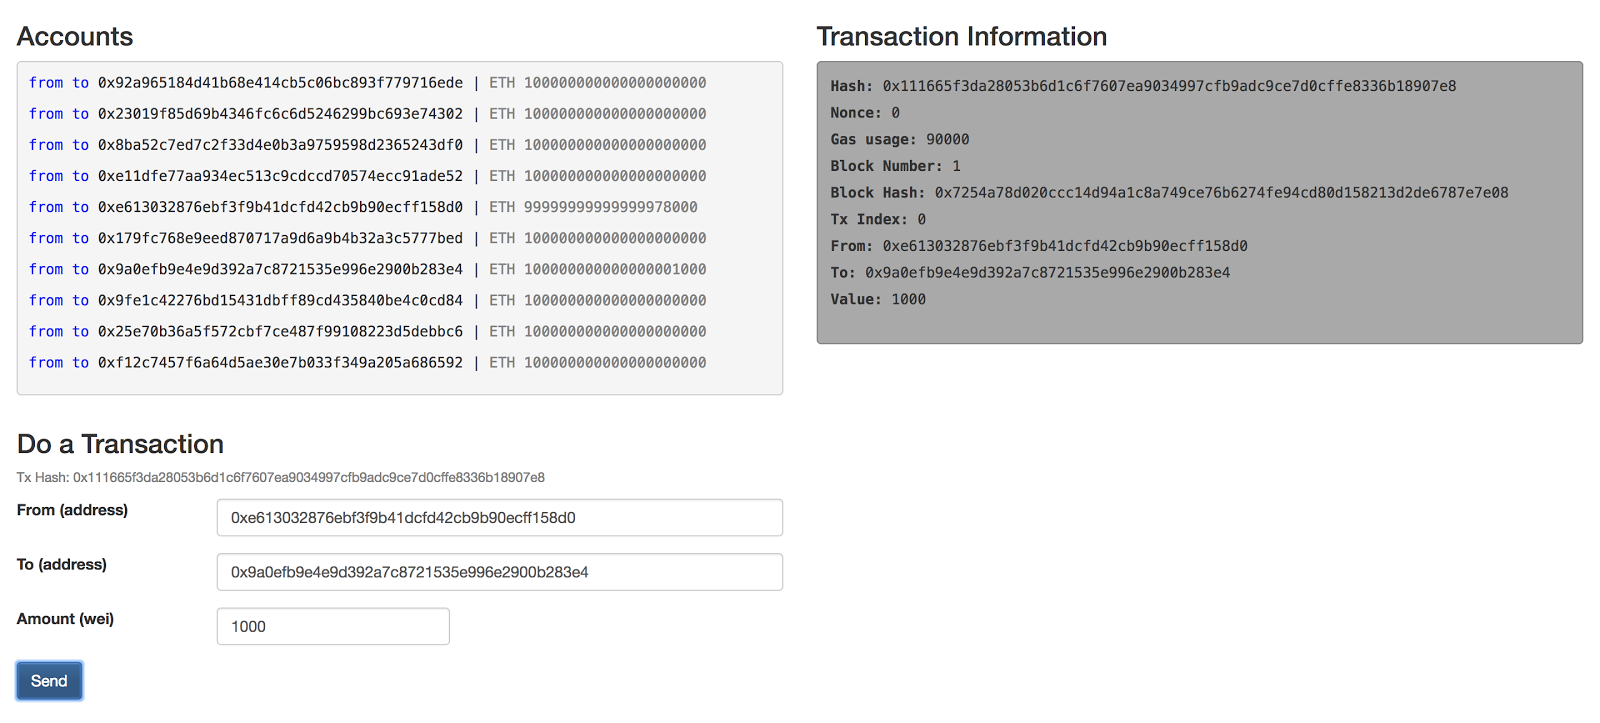 Accounts
from to 0x92a965184d41b68e414cb5c06bc893f779716ede | ETH 100000000000000000000
from to 0x23019f85d69b4346fc6c6d5246299bc693e74302 | ETH 100000000000000000000
from to 0x8ba52c7ed7c2f33d4e0b3a9759598d2365243df0 | ETH 100000000000000000000
from to 0xe11dfe77aa934ec513c9cdccd70574ecc91ade52 | ETH 100000000000000000000
from to 0xe613032876ebf3f9b41dcfd42cb9b90ecff158d0 | ETH 99999999999999978000
from to 0x179fc768e9eed870717a9d6a9b4b32a3c5777bed | ETH 100000000000000000000
from to 0x9a0efb9e4e9d392a7c8721535e996e2900b283e4 | ETH 100000000000000001000
from to 0x9fe1c42276bd15431dbff89cd435840be4c0cd84 | ETH 100000000000000000000
from to 0x25e70b36a5f572cbf7ce487f99108223d5debbc6 | ETH 100000000000000000000
from to 0xf12c7457f6a64d5ae30e7b033f349a205a686592 | ETH 100000000000000000000
Do a Transaction
Tx Hash: 0x111665f3da28053b6d1c6f7607ea9034997cfb9adc9ce7d0cffe8336b18907e8
From (address)
0xe613032876ebf3f9b41dcfd42cb9b90ecff158d0
To (address)
0x9a0efb9e4e9d392a7c8721535e996e2900b283e4
Amount (wei)
1000
Send
Transaction Information
Hash: 0x111665f3da28053b6d1c6f7607ea9034997cfb9adc9ce7d0cffe8336b18907e8
Nonce: 0
Gas usage: 90000
Block Number: 1
Block Hash: 0x7254a78d020ccc14d94a1c8a749ce76b6274fe94cd80d158213d2de6787e7e08
Tx Index: 0
From: 0xe613032876ebf3f9b41dcfd42cb9b90ecff158d0
To: 0x9a0efb9e4e9d392a7c8721535e996e2900b283e4
Value: 1000